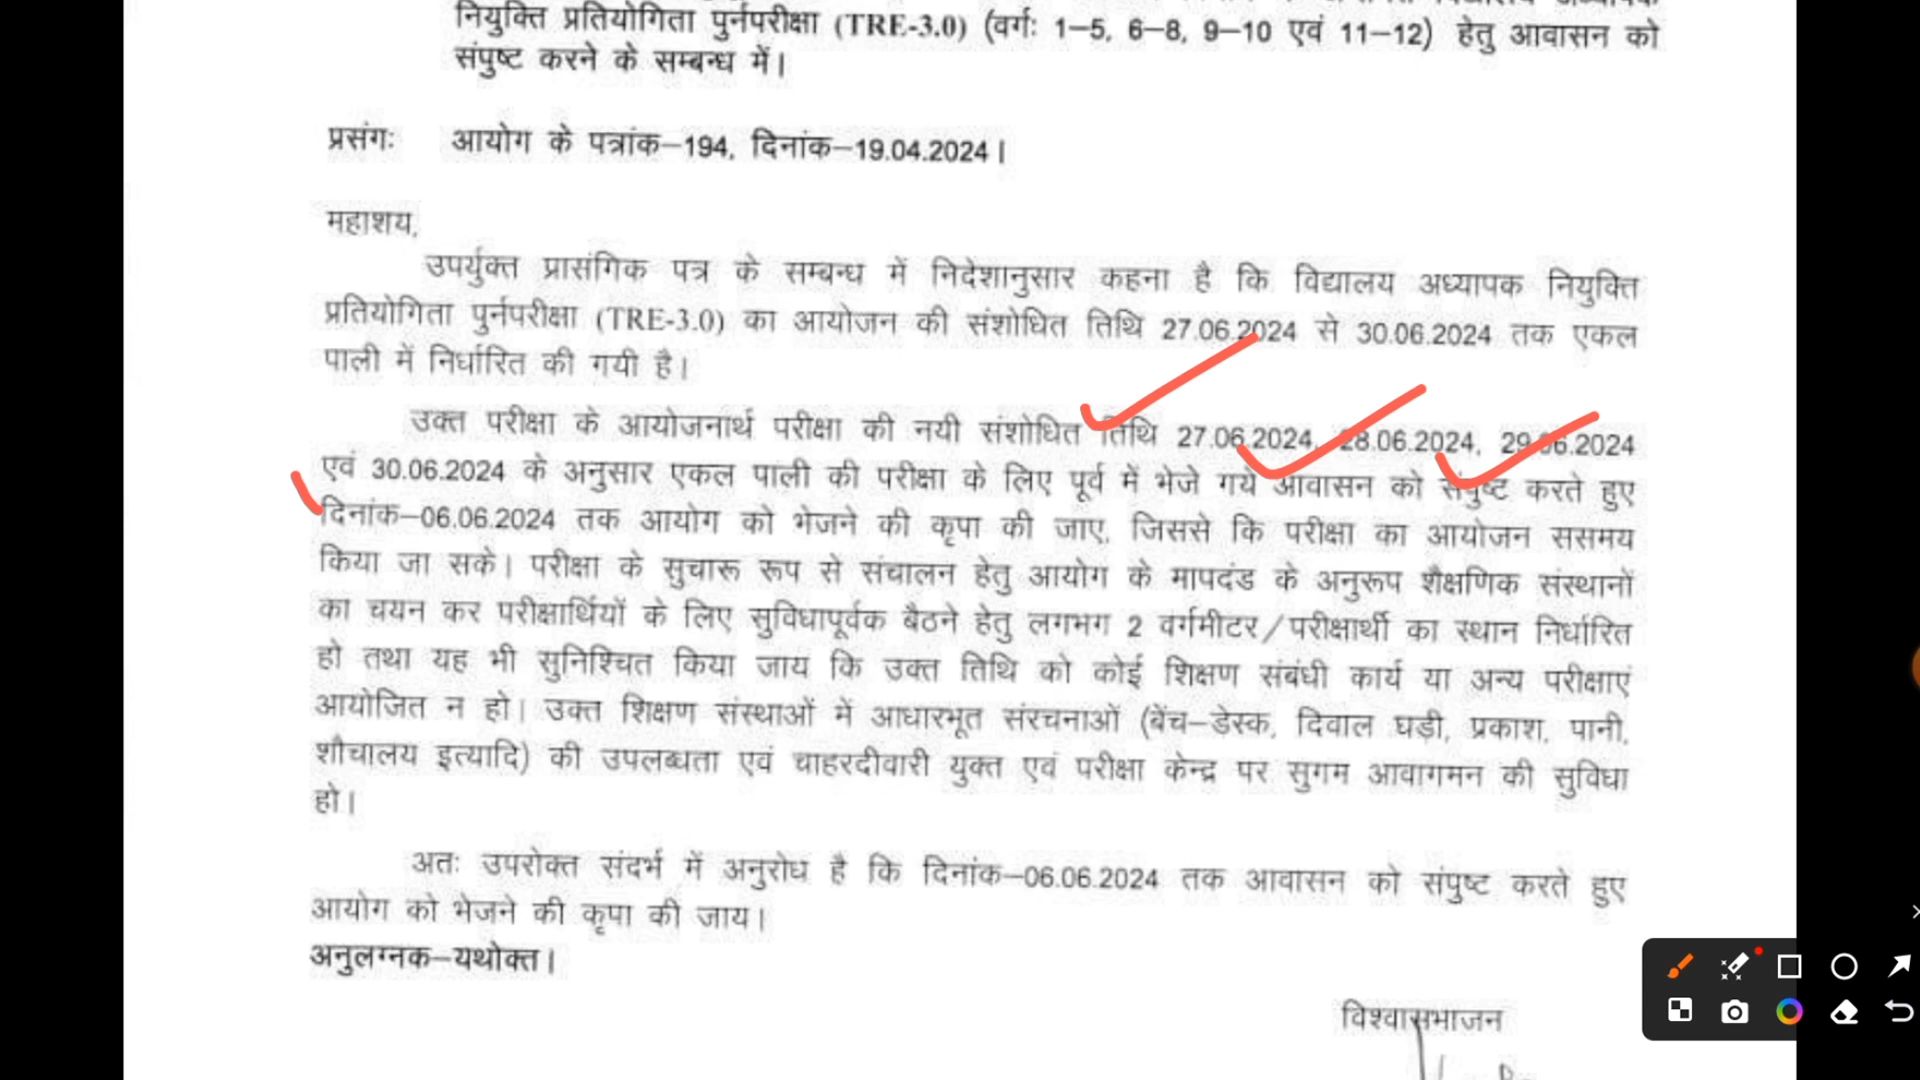 नियुक्ति प्रतियोगिता पुर्नपरीक्षा (TRE-3.0) (वर्गः 1–5, 6–8, 9–10 एवं 11–12) हेतु आवासन को
संपुष्ट करने के सम्बन्ध में।
प्रसंगः आयोग के पत्रांक–194, दिनांक–19.04.2024।
महाशय,
उपर्युक्त प्रासंगिक पत्र के सम्बन्ध में निदेशानुसार कहना है कि विद्यालय अध्यापक नियुक्ति
प्रतियोगिता पुर्नपरीक्षा (TRE-3.0) का आयोजन की संशोधित तिथि 27.06.2024 से 30.06.2024 तक एकल
पाली में निर्धारित की गयी है।
उक्त परीक्षा के आयोजनार्थ परीक्षा की नयी संशोधित तिथि 27.06.2024, 28.06.2024, 29.06.2024
एवं 30.06.2024 के अनुसार एकल पाली की परीक्षा के लिए पूर्व में भेजे गये आवासन को संपुष्ट करते हुए
दिनांक–06.06.2024 तक आयोग को भेजने की कृपा की जाए, जिससे कि परीक्षा का आयोजन ससमय
किया जा सके। परीक्षा के सुचारू रूप से संचालन हेतु आयोग के मापदंड के अनुरूप शैक्षणिक संस्थानों
का चयन कर परीक्षार्थियों के लिए सुविधापूर्वक बैठने हेतु लगभग 2 वर्गमीटर/परीक्षार्थी का स्थान निर्धारित
हो तथा यह भी सुनिश्चित किया जाय कि उक्त तिथि को कोई शिक्षण संबंधी कार्य या अन्य परीक्षाएं
आयोजित न हो। उक्त शिक्षण संस्थाओं में आधारभूत संरचनाओं (बेंच–डेस्क, दिवाल घड़ी, प्रकाश, पानी,
शौचालय इत्यादि) की उपलब्धता एवं चाहरदीवारी युक्त एवं परीक्षा केन्द्र पर सुगम आवागमन की सुविधा
हो।
अतः उपरोक्त संदर्भ में अनुरोध है कि दिनांक–06.06.2024 तक आवासन को संपुष्ट करते हुए
आयोग को भेजने की कृपा की जाय।
अनुलग्नक–यथोक्त।
विश्वासभाजन